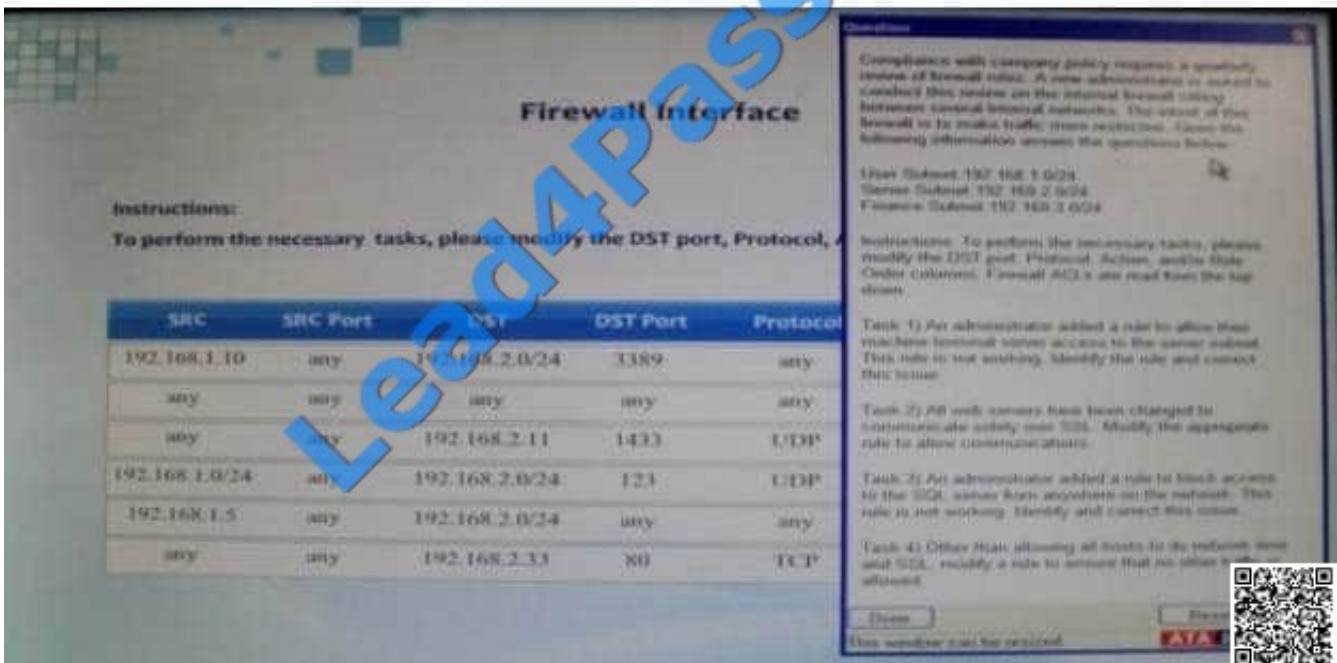 Firewall Interface
Instructions:
To perform the necessary tasks, please modify the DST port, Protocol, A
SRC SRC Port DST DST Port Protocol
192.168.1.10 any 192.168.2.0/24 3389 any
any any any any any
any any 192.168.2.11 1433 UDP
192.168.1.0/24 any 192.168.2.0/24 123 UDP
192.168.1.5 any 192.168.2.0/24 any any
any any 192.168.2.33 80 TCP
Lead4Pass
Question
Compliance with company policy requires a quarterly
review of firewall rules. A new administrator is asked to
conduct this review on the internal firewall sitting
between several internal networks. The intent of this
firewall is to make traffic more restrictive. Given the
following information answer the questions below
User Subnet 192.168.1.0/24
Server Subnet 192.168.2.0/24
Finance Subnet 192.168.3.0/24
Instructions: To perform the necessary tasks, please
modify the DST port, Protocol, Action, and/or Rule
Order columns. Firewall ACLs are read from the top
down
Task 1) An administrator added a rule to allow their
machine terminal server access to the server subnet.
This rule is not working. Identify the rule and correct
this issue.
Task 2) All web servers have been changed to
communicate solely over SSL. Modify the appropriate
rule to allow communications.
Task 3) An administrator added a rule to block access
to the SQL server from anywhere on the network. This
rule is not working. Identify and correct this issue.
Task 4) Other than allowing all hosts to do network time
and SSL, modify a rule to ensure that no other
allowed.
Done
This window can be resized
ATA